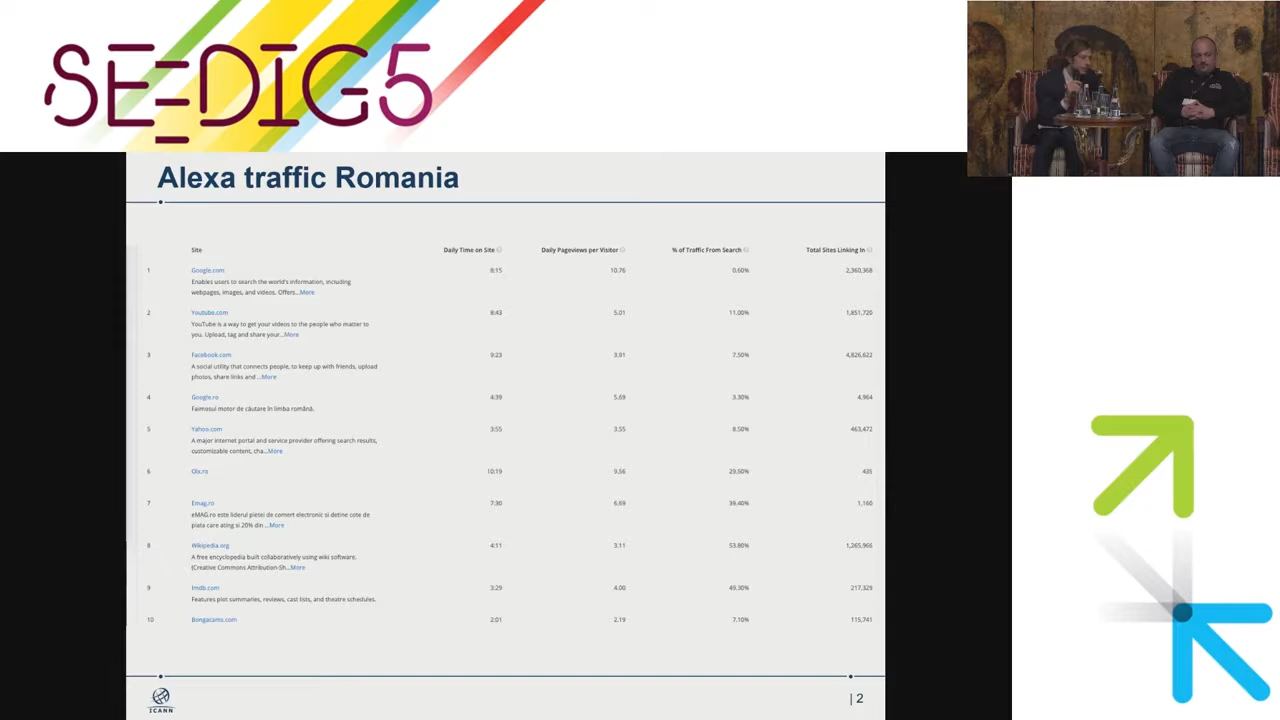 SEEDIG5
Alexa traffic Romania
Site Daily Time on Site Daily Pageviews per Visitor % of Traffic From Search Total Sites Linking In
1 Google.com 8:15 10.76 0.60% 2,360,368
Enables users to search the world's information, including
webpages, images, and videos. Offers...More
2 Youtube.com 8:43 5.01 11.00% 1,851,720
YouTube is a way to get your videos to the people who matter to
you. Upload, tag and share your...More
3 Facebook.com 9:23 3.91 7.50% 4,826,622
A social utility that connects people, to keep up with friends, upload
photos, share links and ...More
4 Google.ro 4:39 5.69 3.30% 4,964
Faimosul motor de căutare în limba română.
5 Yahoo.com 3:55 3.55 8.50% 463,472
A major internet portal and service provider offering search results,
customizable content, cha...More
6 Olx.ro 10:19 9.56 29.50% 435
7 Emag.ro 7:30 6.69 39.40% 1,160
eMAG.ro este liderul pietei de comert electronic si detine cote de
piata care ating si 20% din ...More
8 Wikipedia.org 4:11 3.11 53.80% 1,265,966
A free encyclopedia built collaboratively using wiki software.
(Creative Commons Attribution-Sh...More
9 Imdb.com 3:29 4.00 49.30% 217,329
Features plot summaries, reviews, cast lists, and theatre schedules.
10 Bongacams.com 2:01 2.19 7.10% 115,741
ICANN
| 2